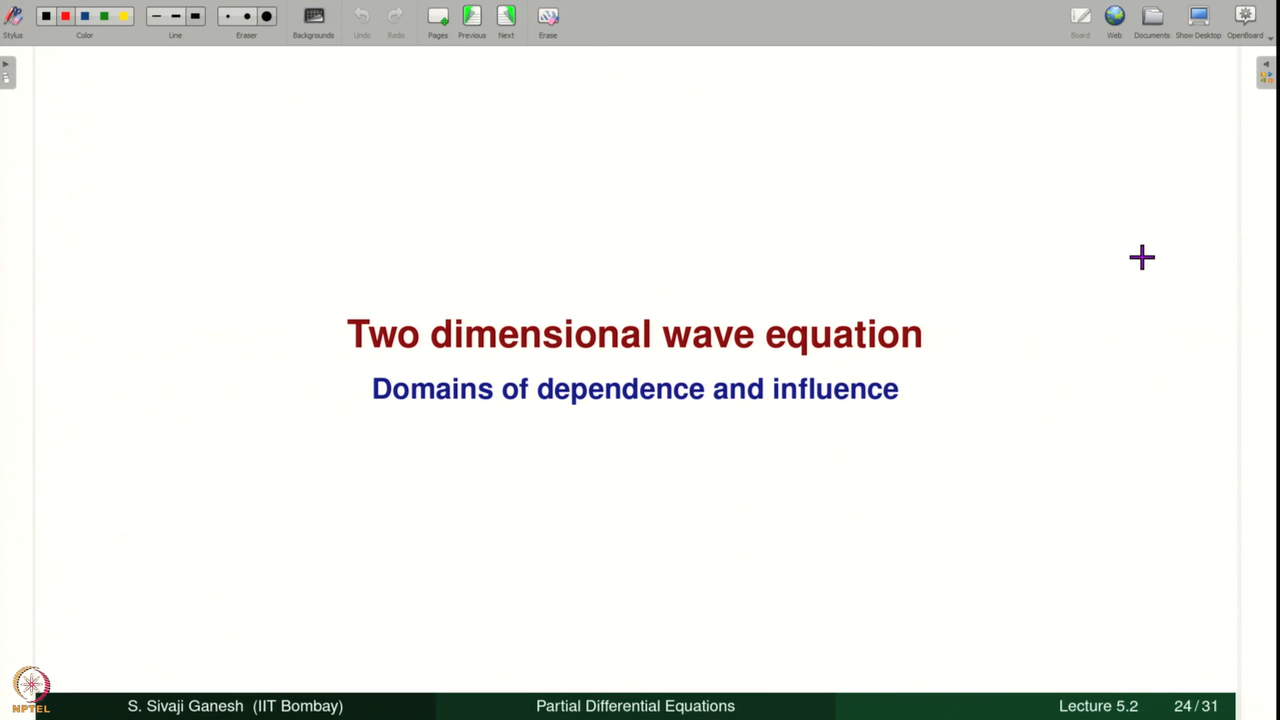 Stylus
Color
Line
Eraser
Backgrounds
Undo
Redo
Pages
Previous
Next
Erase
Board
Web
Documents
Show Desktop
OpenBoard
Two dimensional wave equation
Domains of dependence and influence
NPTEL
S. Sivaji Ganesh (IIT Bombay)
Partial Differential Equations
Lecture 5.2
24/31